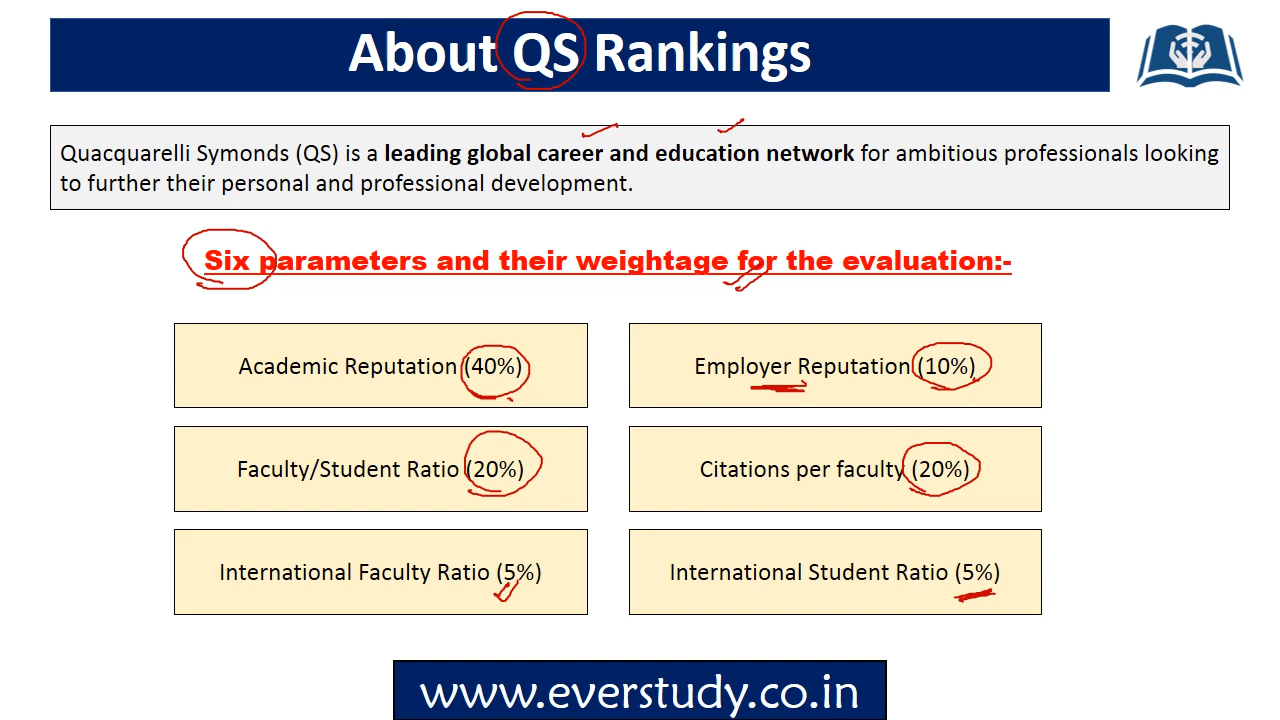 About QS Rankings
Quacquarelli Symonds (QS) is a leading global career and education network for ambitious professionals looking
to further their personal and professional development.
Six parameters and their weightage for the evaluation:-
Academic Reputation (40%)
Employer Reputation (10%)
Faculty/Student Ratio (20%)
Citations per faculty (20%)
International Faculty Ratio (5%)
International Student Ratio (5%)
www.everstudy.co.in